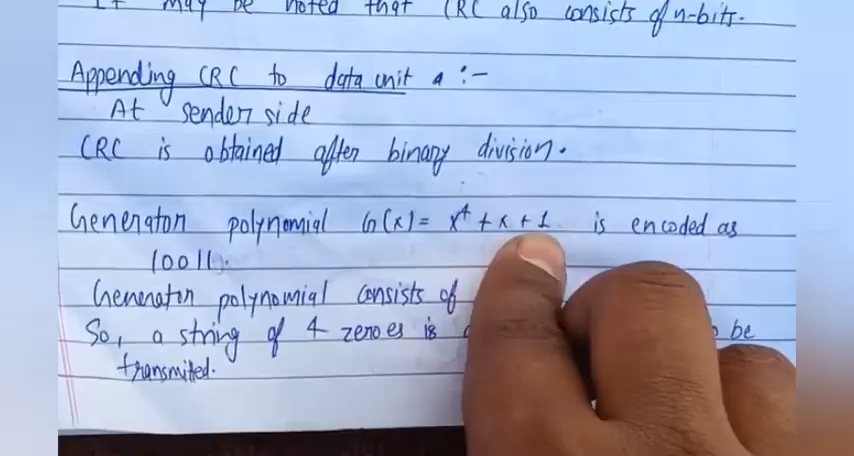 It may be noted that CRC also consists of n-bits.
Appending CRC to data unit a :-
At sender side
CRC is obtained after binary division.
Generator polynomial G(x) = x⁴ + x + 1 is encoded as
10011.
Generator polynomial consists of
So, a string of 4 zeroes is be
transmitted.